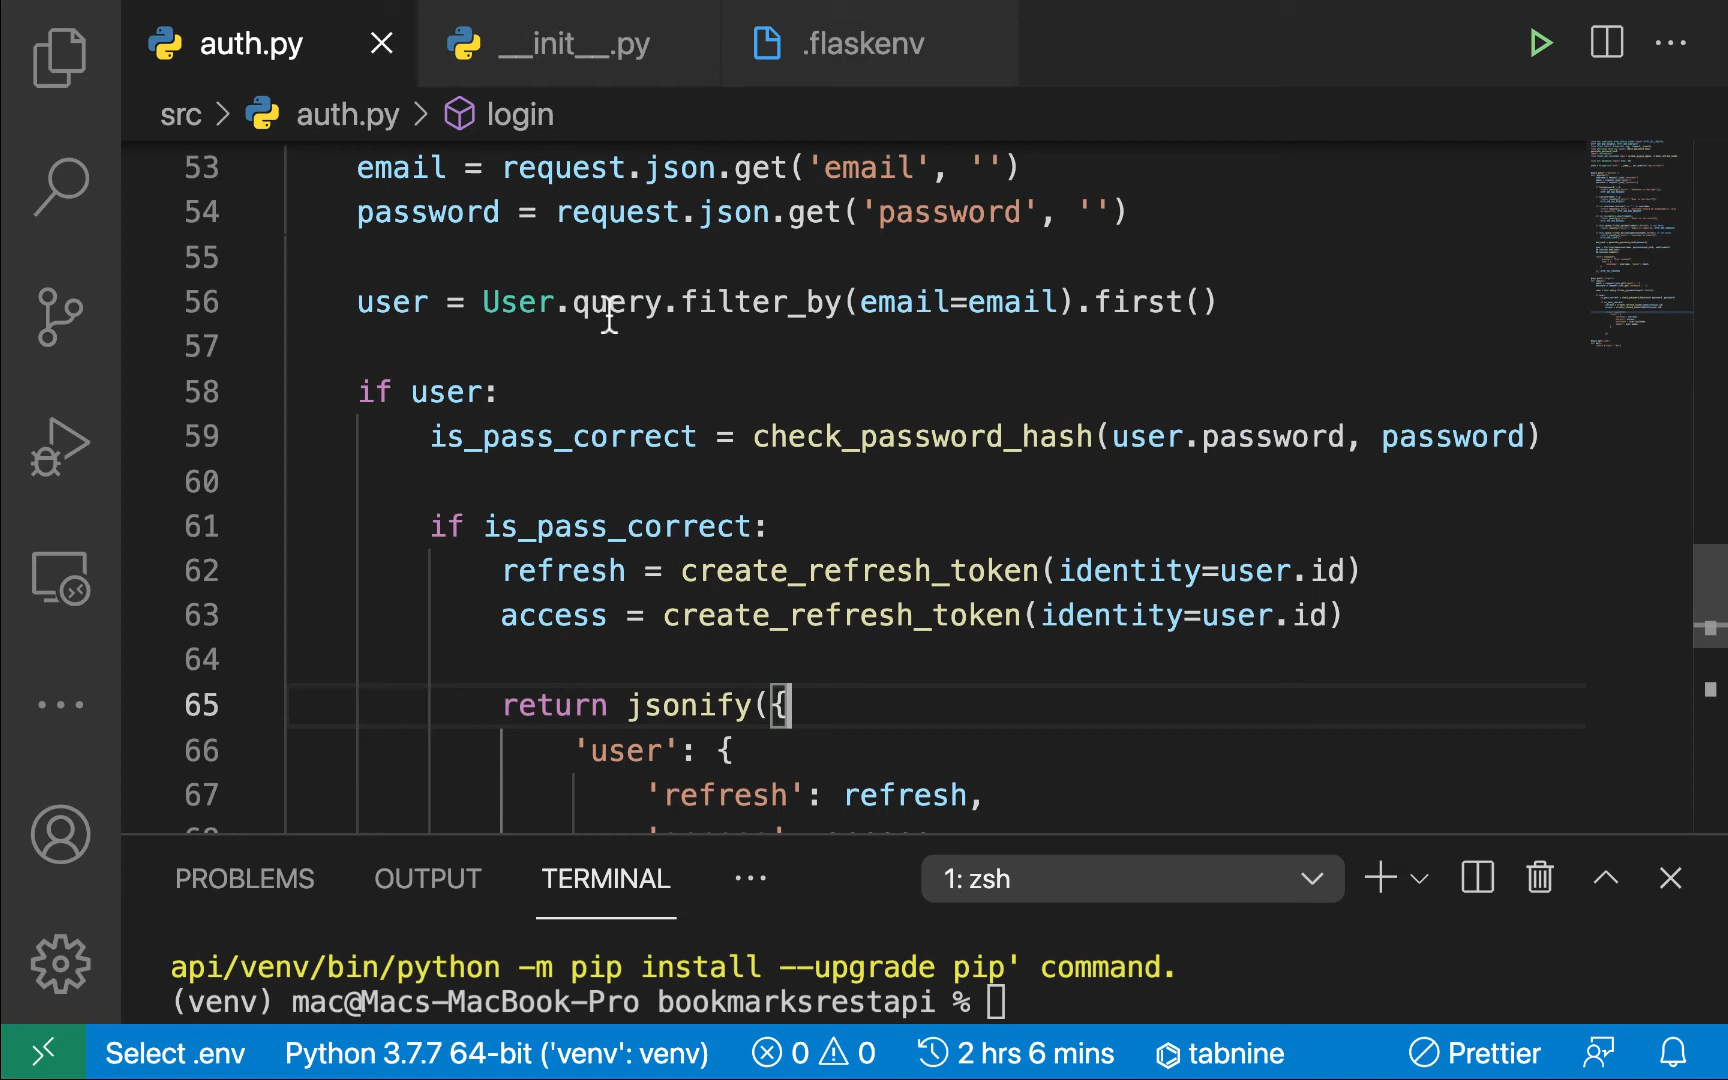 auth.py
__init__.py
.flaskenv
src > auth.py > login
53 email = request.json.get('email', '')
54 password = request.json.get('password', '')
55
56 user = User.query.filter_by(email=email).first()
57
58 if user:
59 is_pass_correct = check_password_hash(user.password, password)
60
61 if is_pass_correct:
62 refresh = create_refresh_token(identity=user.id)
63 access = create_refresh_token(identity=user.id)
64
65 return jsonify({
66 'user': {
67 'refresh': refresh,
PROBLEMS OUTPUT TERMINAL ··· 1: zsh
api/venv/bin/python -m pip install --upgrade pip' command.
(venv) mac@Macs-MacBook-Pro bookmarksrestapi %
Select .env Python 3.7.7 64-bit ('venv': venv) 0 0 2 hrs 6 mins tabnine Prettier